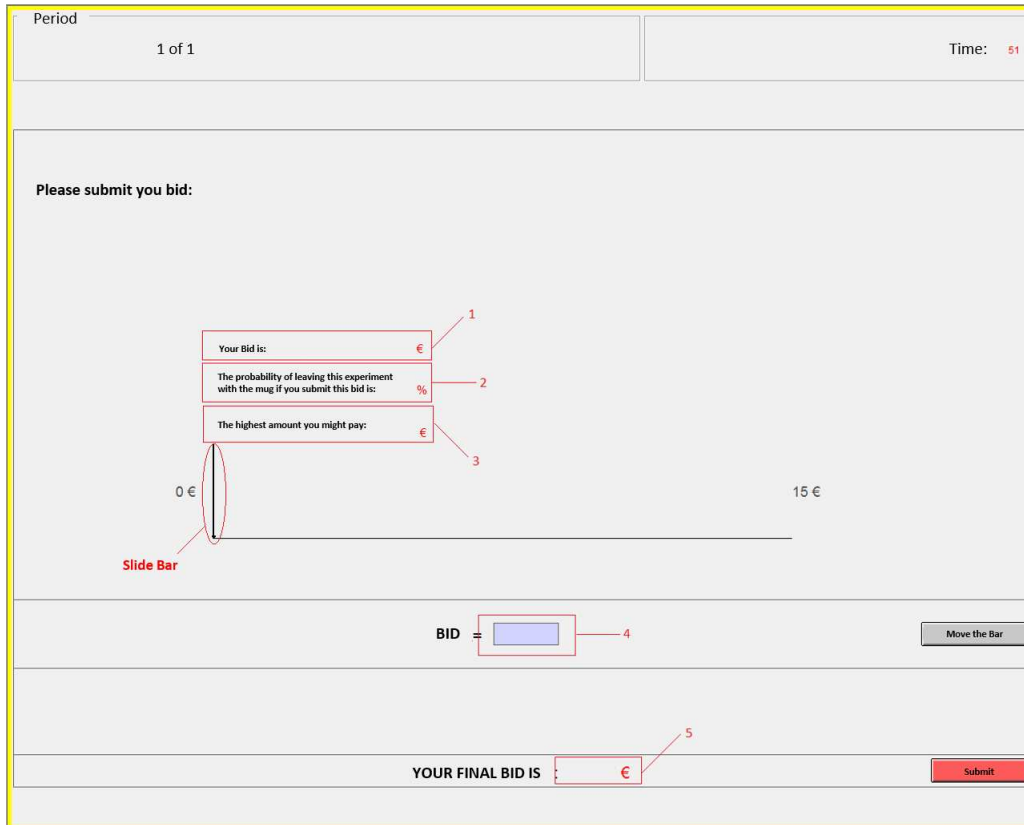 Period
1 of 1
Time: 51
Please submit you bid:
1
Your Bid is: €
The probability of leaving this experiment
with the mug if you submit this bid is: %
2
The highest amount you might pay:
€
3
0 €
15 €
Slide Bar
BID =
4
Move the Bar
5
YOUR FINAL BID IS : €
Submit